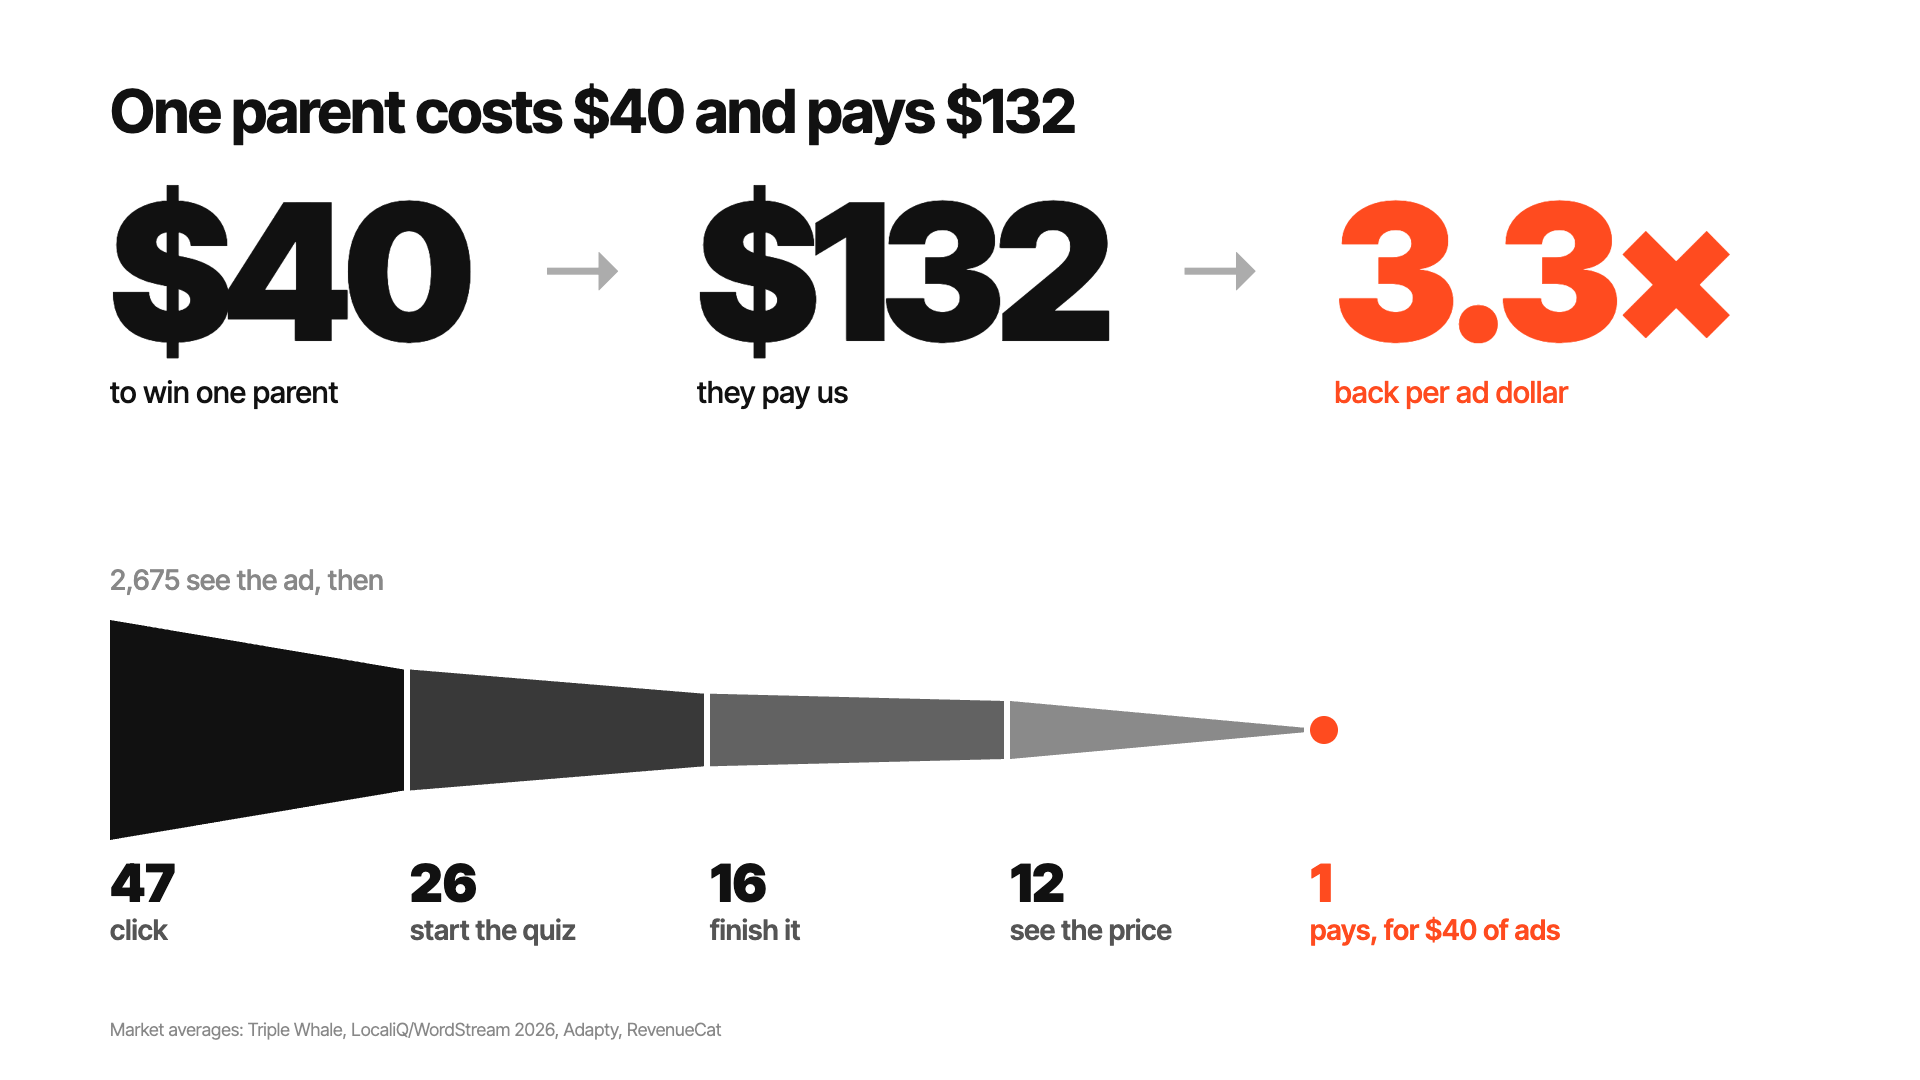 One parent costs $40 and pays $132
$40 → $132 → 3.3×
to win one parent they pay us back per ad dollar
2,675 see the ad, then
47 26 16 12 1
click start the quiz finish it see the price pays, for $40 of ads
Market averages: Triple Whale, LocaliQ/WordStream 2026, Adapty, RevenueCat